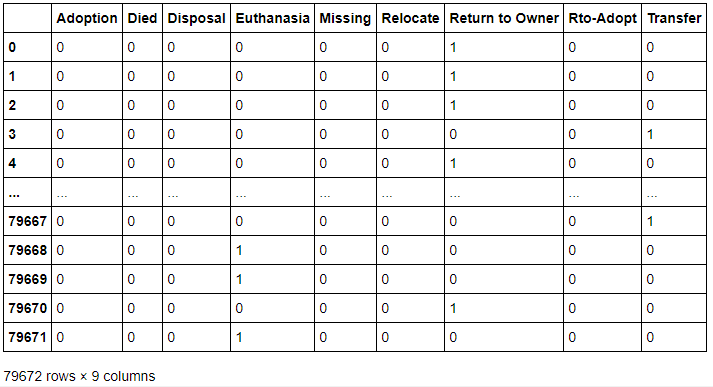 Adoption Died Disposal Euthanasia Missing Relocate Return to Owner Rto-Adopt Transfer
0 0 0 0 0 0 0 1 0 0
1 0 0 0 0 0 0 1 0 0
2 0 0 0 0 0 0 1 0 0
3 0 0 0 0 0 0 0 0 1
4 0 0 0 0 0 0 1 0 0
... ... ... ... ... ... ... ... ... ...
79667 0 0 0 0 0 0 0 0 1
79668 0 0 0 1 0 0 0 0 0
79669 0 0 0 1 0 0 0 0 0
79670 0 0 0 0 0 0 1 0 0
79671 0 0 0 1 0 0 0 0 0
79672 rows × 9 columns